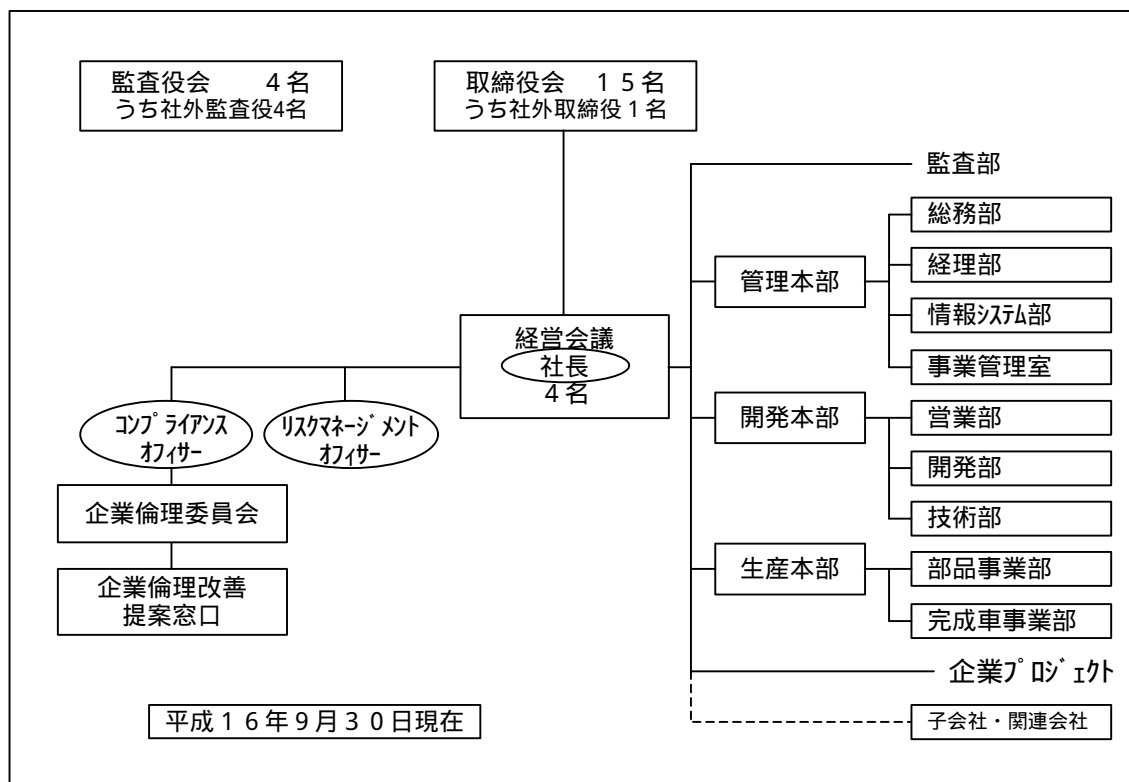 監査役会　　４名
うち社外監査役4名
取締役会　１５名
うち社外取締役１名
監査部
総務部
管理本部
経理部
情報ｼｽﾃﾑ部
事業管理室
経営会議
社長
４名
ｺﾝﾌﾟﾗｲｱﾝｽ
ｵﾌｨｻｰ
ﾘｽｸﾏﾈｰｼﾞﾒﾝﾄ
ｵﾌｨｻｰ
開発本部
営業部
開発部
技術部
企業倫理委員会
企業倫理改善
提案窓口
生産本部
部品事業部
完成車事業部
企業ﾌﾟﾛｼﾞｪｸﾄ
子会社・関連会社
平成１６年９月３０日現在